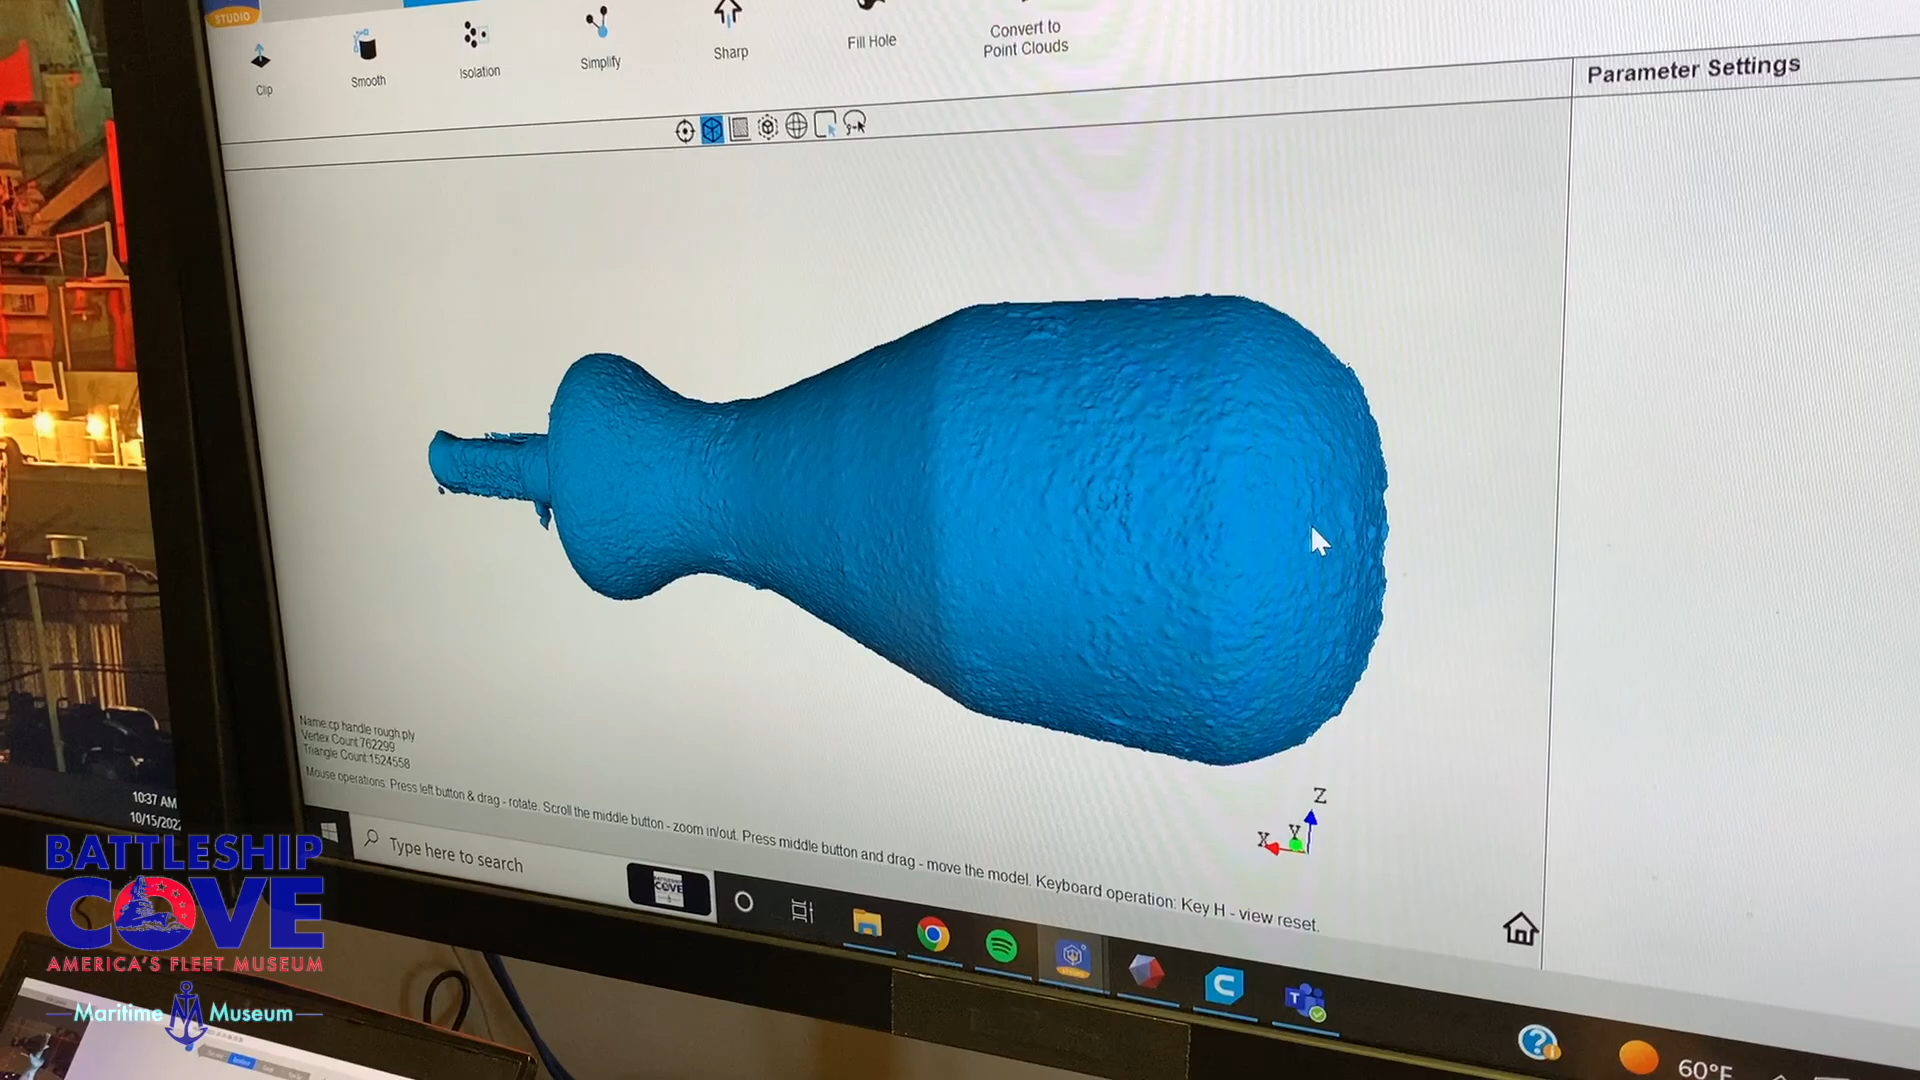 STUDIO
Clip
Smooth
Isolation
Simplify
Sharp
Fill Hole
Convert to
Point Clouds
Parameter Settings
Name:cp handle rough.ply
Vertex Count:762299
Triangle Count:1524558
Mouse operations: Press left button & drag - rotate. Scroll the middle button - zoom in/out. Press middle button and drag - move the model. Keyboard operation: Key H - view reset.
Z
X
Y
10:37 AM
Type here to search
COVE
60°F
BATTLESHIP
COVE
AMERICA'S FLEET MUSEUM
Maritime Museum